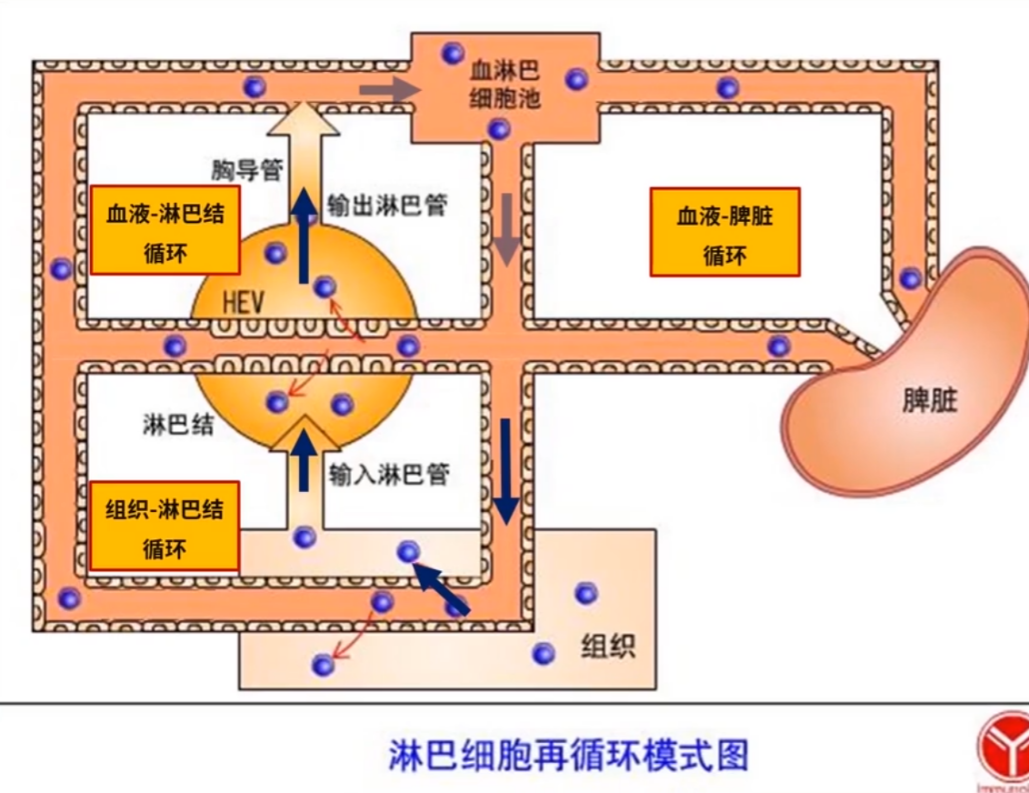 血淋巴
细胞池
胸导管
输出淋巴管
血液-淋巴结
循环
血液-脾脏
循环
HEV
脾脏
淋巴结
输入淋巴管
组织-淋巴结
循环
组织
淋巴细胞再循环模式图